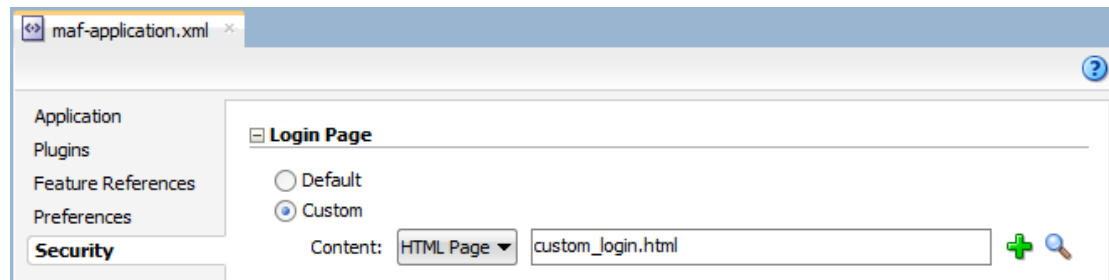 maf-application.xml
Application
Plugins
Feature References
Preferences
Security
Login Page
Default
Custom
Content: HTML Page custom_login.html